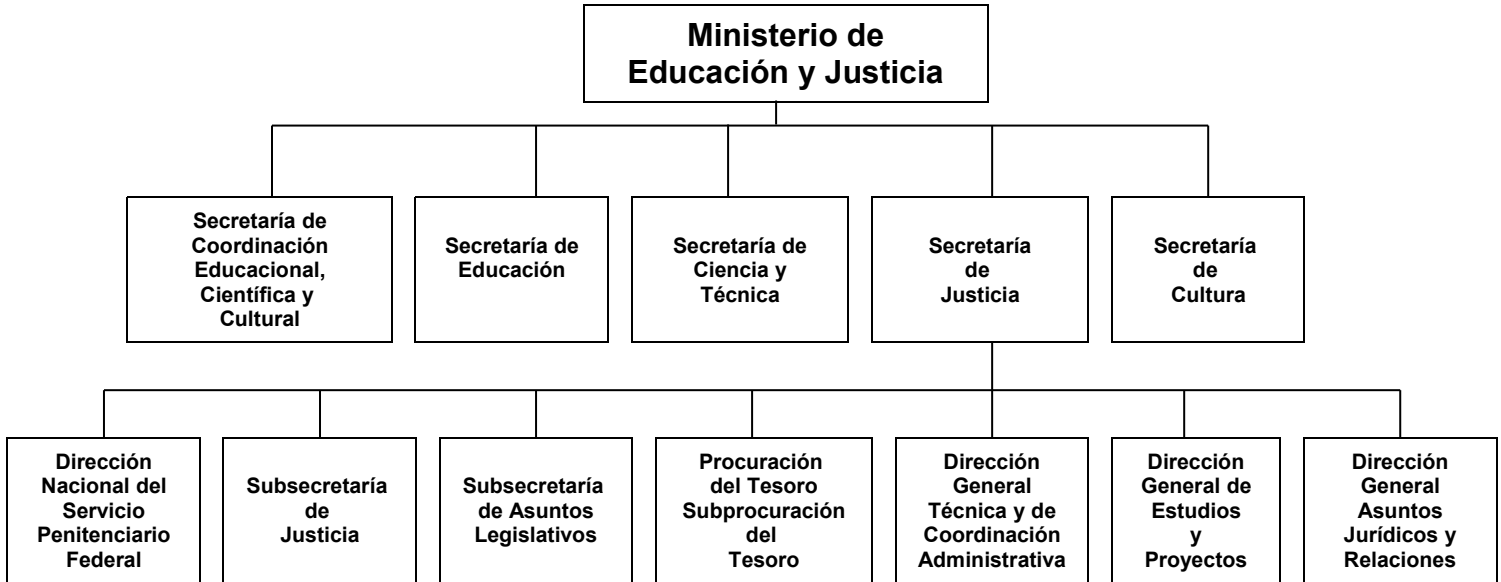 Ministerio de
Educación y Justicia
Secretaría de
Coordinación
Educacional,
Científica y
Cultural
Secretaría de
Educación
Secretaría de
Ciencia y
Técnica
Secretaría
de
Justicia
Secretaría
de
Cultura
Dirección
Nacional del
Servicio
Penitenciario
Federal
Subsecretaría
de
Justicia
Subsecretaría
de Asuntos
Legislativos
Procuración
del Tesoro
Subprocuración
del
Tesoro
Dirección
General
Técnica y de
Coordinación
Administrativa
Dirección
General de
Estudios
y
Proyectos
Dirección
General
Asuntos
Jurídicos y
Relaciones